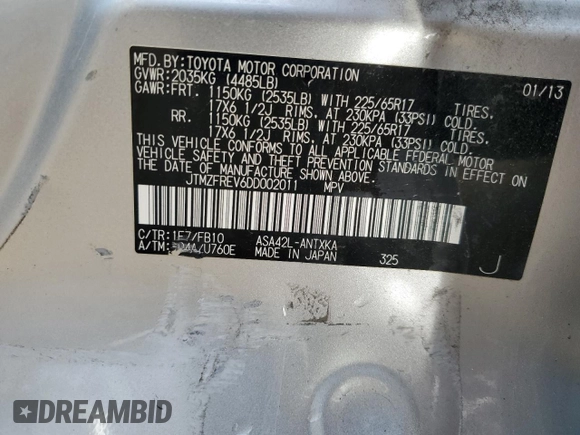 MFD.BY:TOYOTA MOTOR CORPORATION 01/13
GVWR:2035KG (4485LB)
GAWR:FRT. 1150KG (2535LB) WITH 225/65R17 TIRES.
17X6 1/2J RIMS. AT 230KPA (33PSI) COLD.
RR. 1150KG (2535LB) WITH 225/65R17 TIRES.
17X6 1/2J RIMS. AT 230KPA (33PSI) COLD.
THIS VEHICLE CONFORMS TO ALL APPLICABLE FEDERAL MOTOR
VEHICLE SAFETY AND THEFT PREVENTION STANDARDS IN EFFECT ON
THE DATE OF MANUFACTURE SHOWN ABOVE.
JTMZFREV6DD002011 MPV
C/TR:1F7/FB10 ASA42L-ANTXKA
A/TM: /U760E MADE IN JAPAN 325 J
DREAMBID